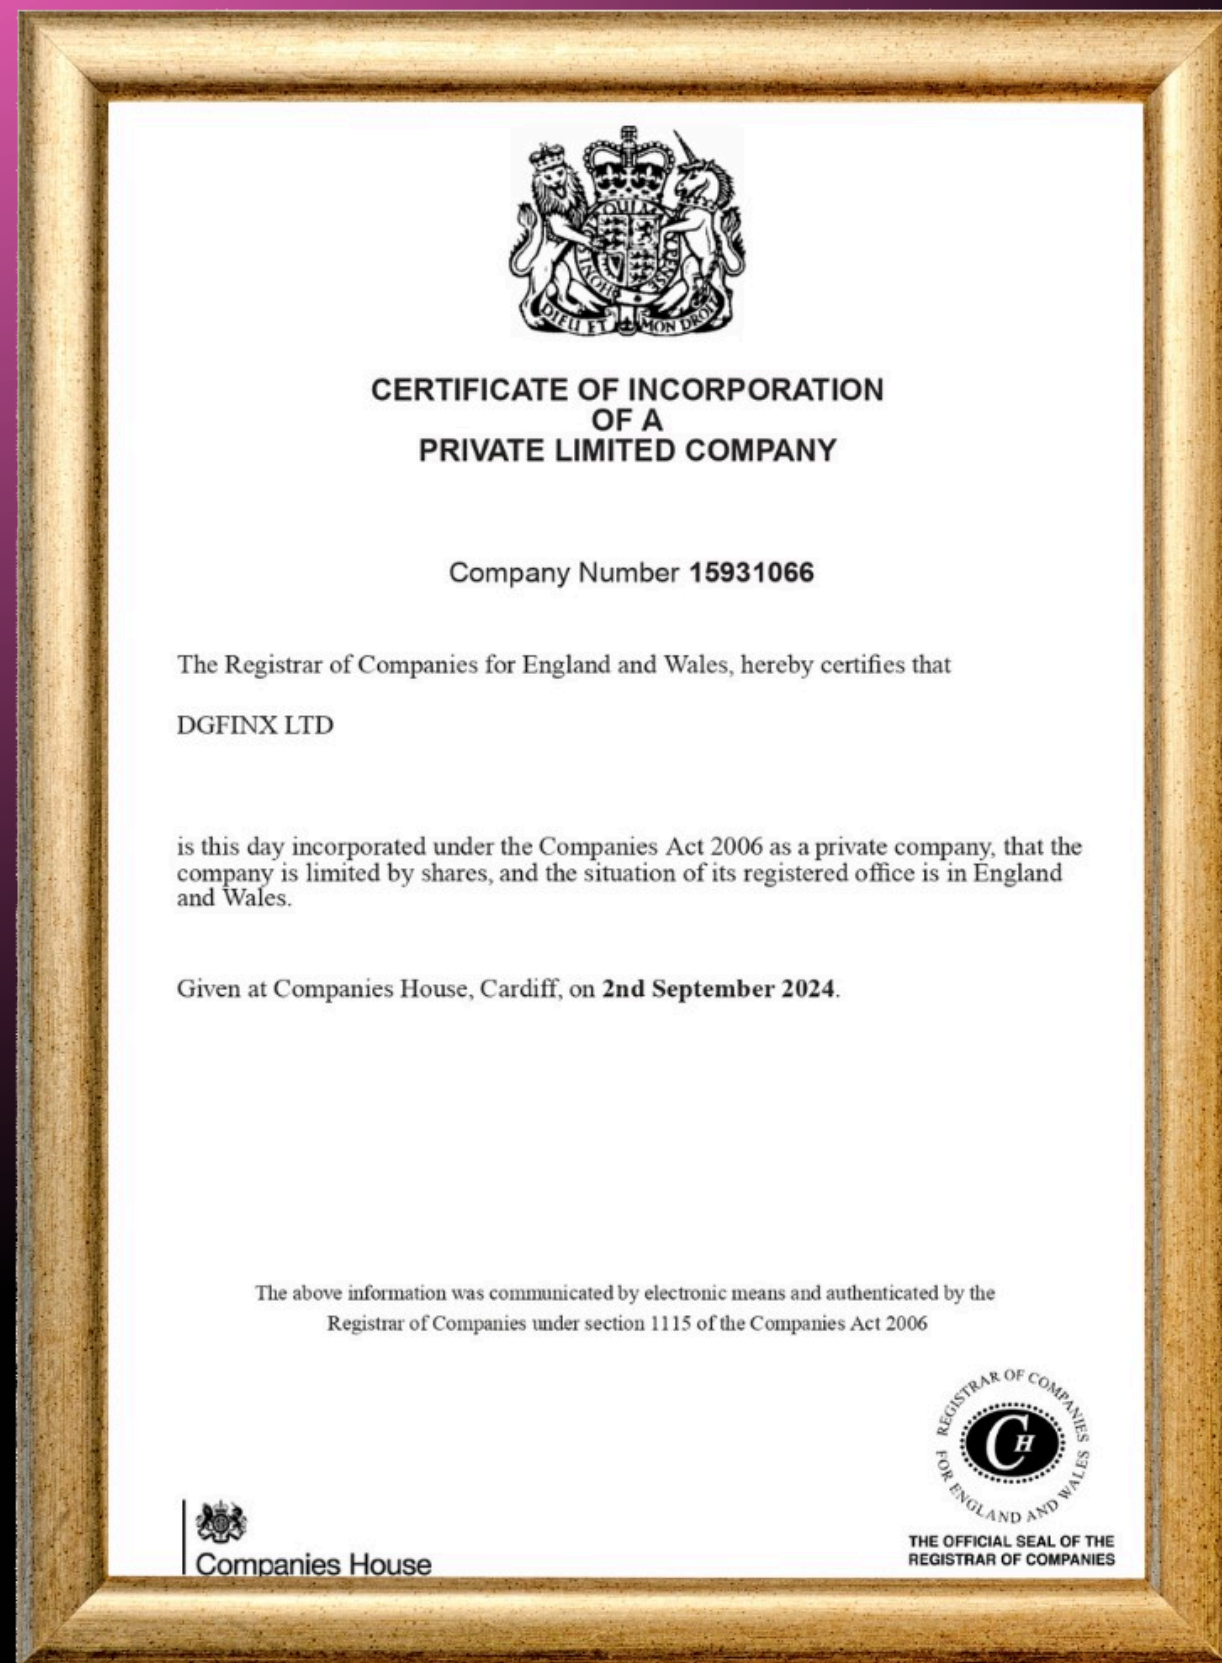 DIEU ET MON DROIT
CERTIFICATE OF INCORPORATION
OF A
PRIVATE LIMITED COMPANY
Company Number 15931066
The Registrar of Companies for England and Wales, hereby certifies that
DGFINX LTD
is this day incorporated under the Companies Act 2006 as a private company, that the
company is limited by shares, and the situation of its registered office is in England
and Wales.
Given at Companies House, Cardiff, on 2nd September 2024.
The above information was communicated by electronic means and authenticated by the
Registrar of Companies under section 1115 of the Companies Act 2006
REGISTRAR OF COMPANIES
FOR ENGLAND AND WALES
CH
THE OFFICIAL SEAL OF THE
REGISTRAR OF COMPANIES
Companies House